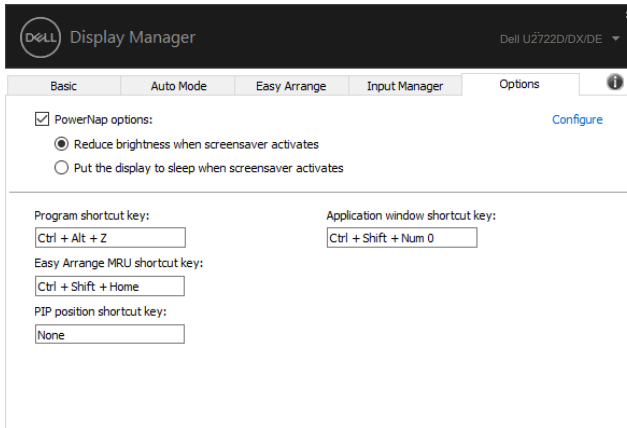 DELL Display Manager
Dell U2722D/DX/DE
Basic Auto Mode Easy Arrange Input Manager Options
PowerNap options: Configure
Reduce brightness when screensaver activates
Put the display to sleep when screensaver activates
Program shortcut key: Application window shortcut key:
Ctrl + Alt + Z Ctrl + Shift + Num 0
Easy Arrange MRU shortcut key:
Ctrl + Shift + Home
PIP position shortcut key:
None